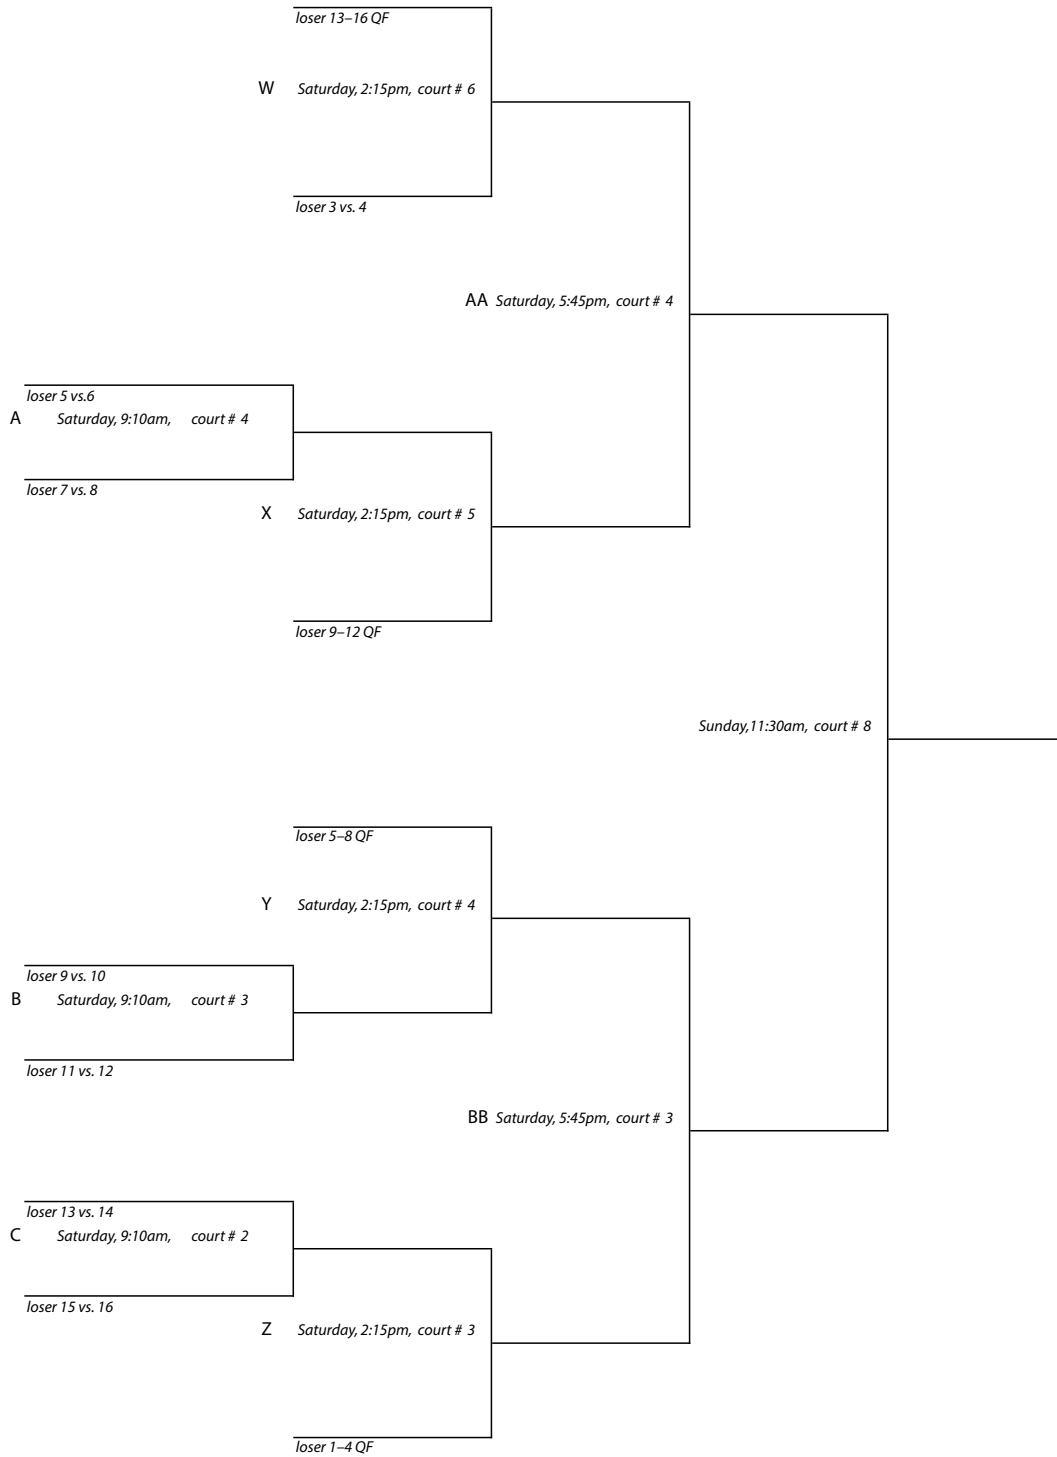 loser 13–16 QF
W Saturday, 2:15pm, court # 6
loser 3 vs. 4
AA Saturday, 5:45pm, court # 4
loser 5 vs.6
A Saturday, 9:10am, court # 4
loser 7 vs. 8
X Saturday, 2:15pm, court # 5
loser 9–12 QF
Sunday,11:30am, court # 8
loser 5–8 QF
Y Saturday, 2:15pm, court # 4
loser 9 vs. 10
B Saturday, 9:10am, court # 3
loser 11 vs. 12
BB Saturday, 5:45pm, court # 3
loser 13 vs. 14
C Saturday, 9:10am, court # 2
loser 15 vs. 16
Z Saturday, 2:15pm, court # 3
loser 1–4 QF